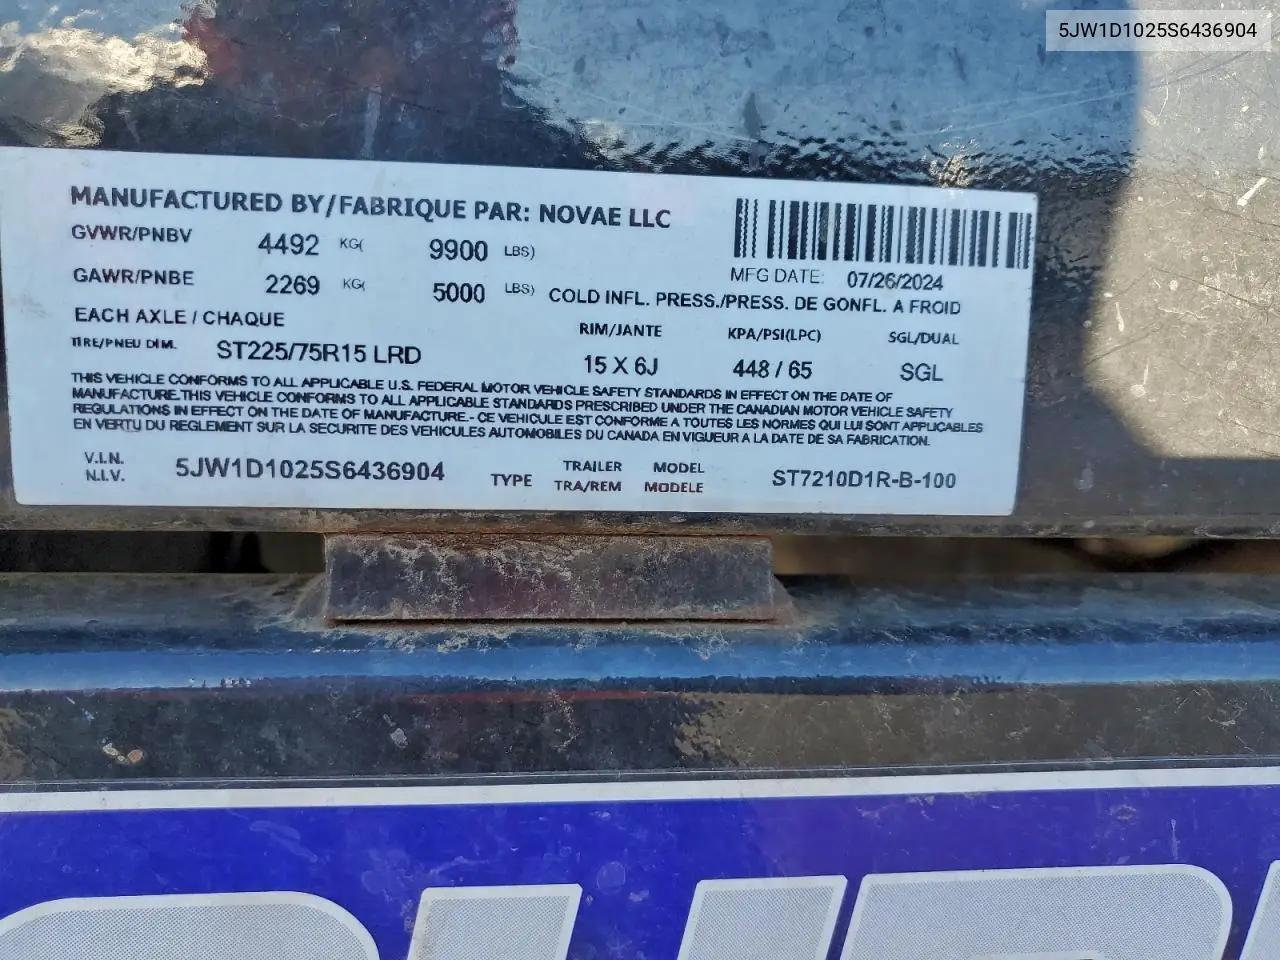 5JW1D1025S6436904
MANUFACTURED BY/FABRIQUE PAR: NOVAE LLC
GVWR/PNBV 4492 KG( 9900 LBS)
MFG DATE: 07/26/2024
GAWR/PNBE 2269 KG( 5000 LBS) COLD INFL. PRESS./PRESS. DE GONFL. A FROID
EACH AXLE / CHAQUE RIM/JANTE KPA/PSI(LPC) SGL/DUAL
TIRE/PNEU DIM. ST225/75R15 LRD 15 X 6J 448 / 65 SGL
THIS VEHICLE CONFORMS TO ALL APPLICABLE U.S. FEDERAL MOTOR VEHICLE SAFETY STANDARDS IN EFFECT ON THE DATE OF
MANUFACTURE.THIS VEHICLE CONFORMS TO ALL APPLICABLE STANDARDS PRESCRIBED UNDER THE CANADIAN MOTOR VEHICLE SAFETY
REGULATIONS IN EFFECT ON THE DATE OF MANUFACTURE.- CE VEHICULE EST CONFORME A TOUTES LES NORMES QUI LUI SONT APPLICABLES
EN VERTU DU REGLEMENT SUR LA SECURITE DES VEHICULES AUTOMOBILES DU CANADA EN VIGUEUR A LA DATE DE SA FABRICATION.
V.I.N. 5JW1D1025S6436904 TYPE TRAILER MODEL ST7210D1R-B-100
N.I.V. TRA/REM MODELE